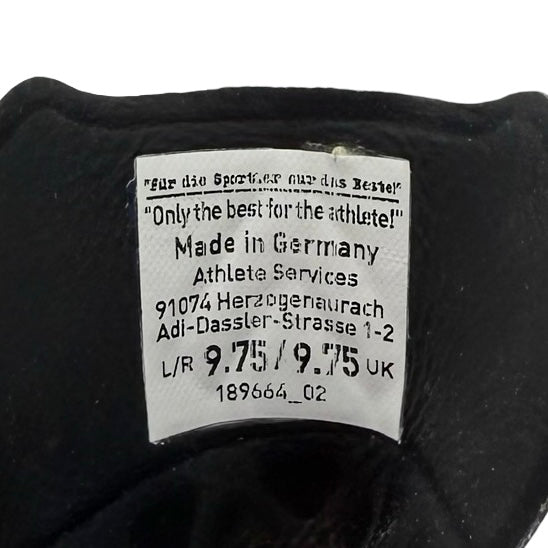 "Für die Sportler nur das Beste!"
"Only the best for the athlete!"
Made in Germany
Athlete Services
91074 Herzogenaurach
Adi-Dassler-Strasse 1-2
L/R 9.75 / 9.75 UK
189664_02